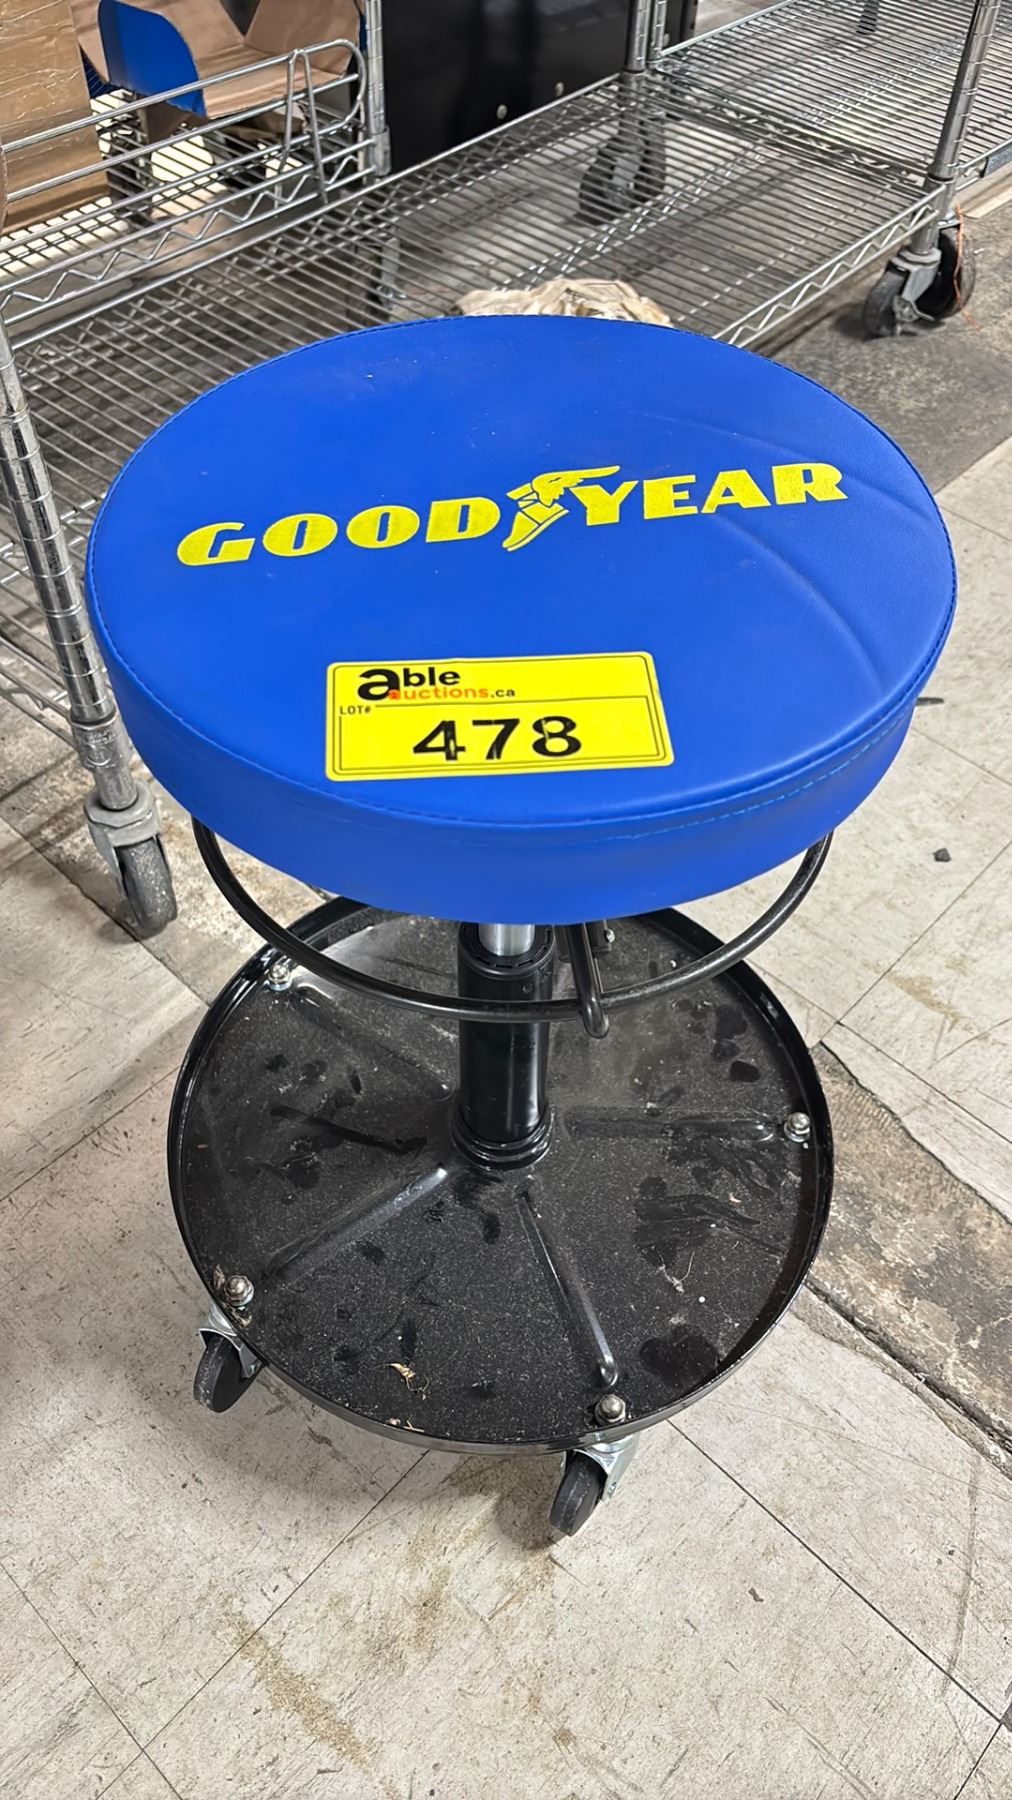 GOODYEAR
able
auctions.ca
LOT#
478